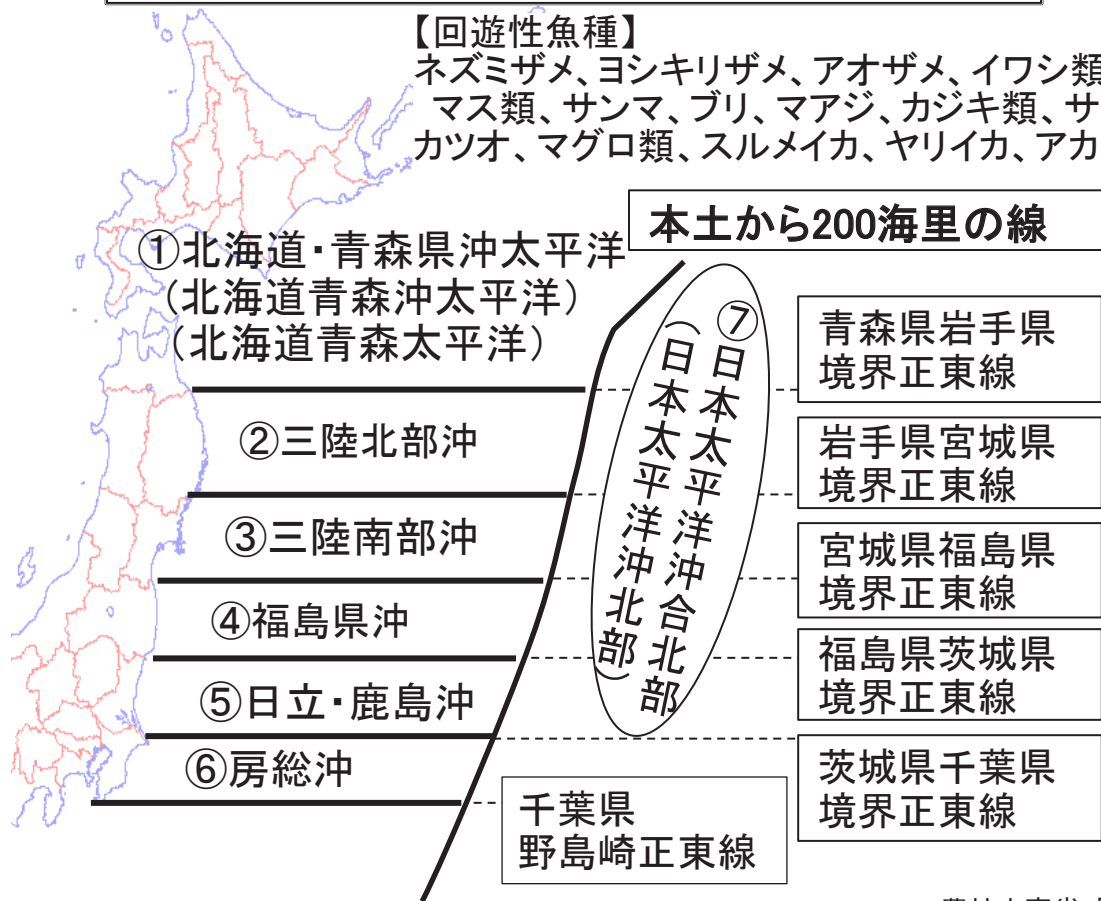 【回遊性魚種】
ネズミザメ、ヨシキリザメ、アオザメ、イワシ類
マス類、サンマ、ブリ、マアジ、カジキ類、サ
カツオ、マグロ類、スルメイカ、ヤリイカ、アカ
本土から200海里の線
①北海道・青森県沖太平洋
(北海道青森沖太平洋)
(北海道青森太平洋)
⑦日本太平洋沖合北部
(日本太平洋沖北部)
青森県岩手県
境界正東線
②三陸北部沖
岩手県宮城県
境界正東線
③三陸南部沖
宮城県福島県
境界正東線
④福島県沖
福島県茨城県
境界正東線
⑤日立・鹿島沖
⑥房総沖
茨城県千葉県
境界正東線
千葉県
野島崎正東線